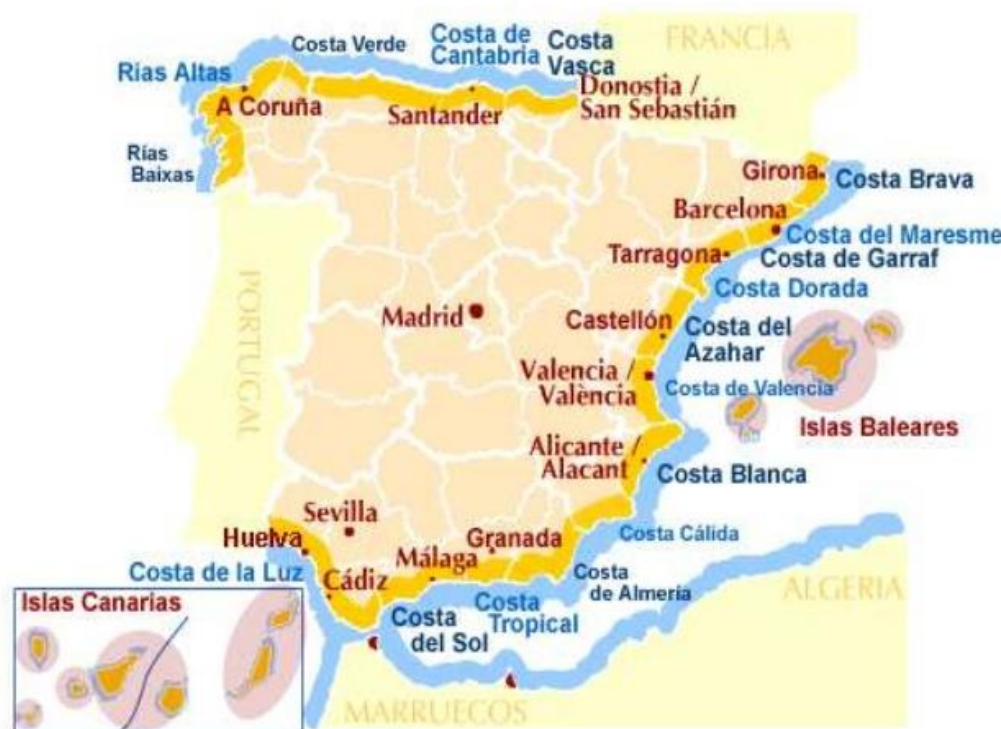 Costa Verde
Costa de
Cantabria
Costa
Vasca
FRANCIA
Rías Altas
A Coruña
Santander
Donostia /
San Sebastián
Rías
Baixas
Girona
Costa Brava
Barcelona
Costa del Maresme
Tarragona
Costa de Garraf
Costa Dorada
PORTUGAL
Madrid
Castellón
Costa del
Azahar
Valencia /
València
Costa de Valencia
Islas Baleares
Alicante /
Alacant
Costa Blanca
Sevilla
Huelva
Granada
Costa Cálida
Málaga
Costa de la Luz
Cádiz
Costa
de Almería
ALGERIA
Islas Canarias
Costa
del Sol
Costa
Tropical
MARRUECOS